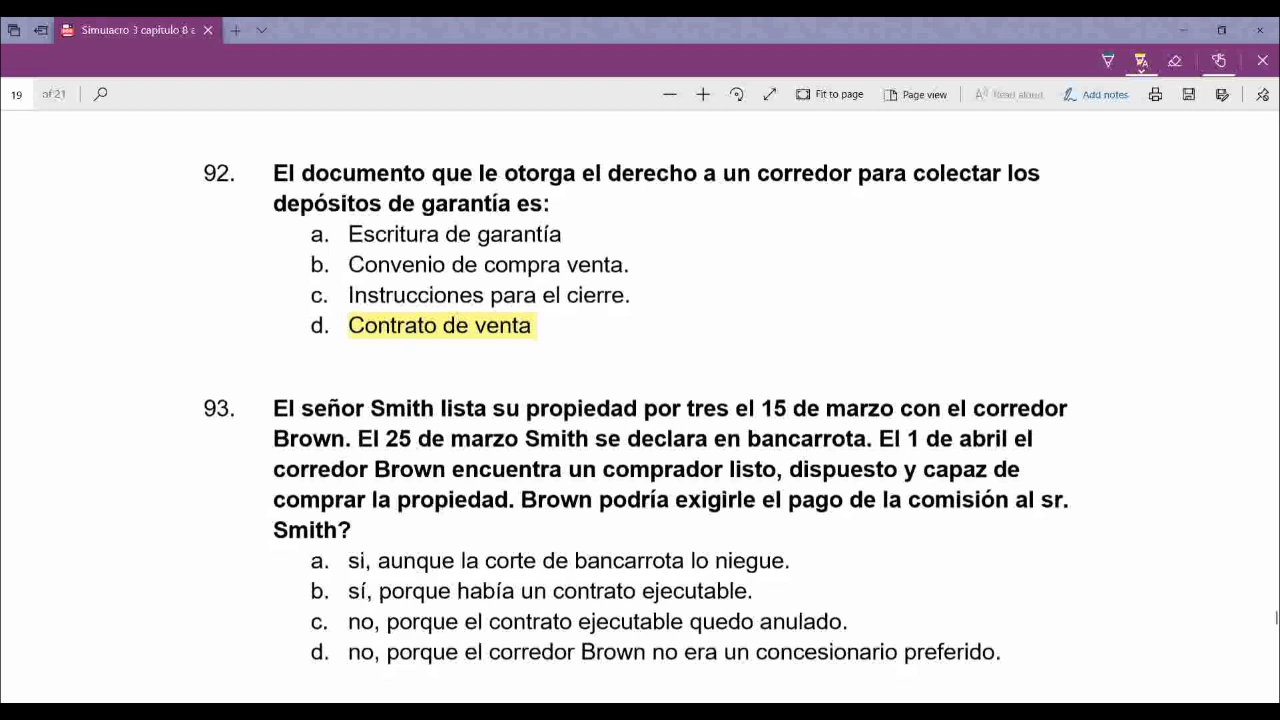 Simulacro 3 capitulo 8 e
19 of 21 Fit to page Page view Read aloud Add notes
92. El documento que le otorga el derecho a un corredor para colectar los
depósitos de garantía es:
a. Escritura de garantía
b. Convenio de compra venta.
c. Instrucciones para el cierre.
d. Contrato de venta
93. El señor Smith lista su propiedad por tres el 15 de marzo con el corredor
Brown. El 25 de marzo Smith se declara en bancarrota. El 1 de abril el
corredor Brown encuentra un comprador listo, dispuesto y capaz de
comprar la propiedad. Brown podría exigirle el pago de la comisión al sr.
Smith?
a. si, aunque la corte de bancarrota lo niegue.
b. sí, porque había un contrato ejecutable.
c. no, porque el contrato ejecutable quedo anulado.
d. no, porque el corredor Brown no era un concesionario preferido.